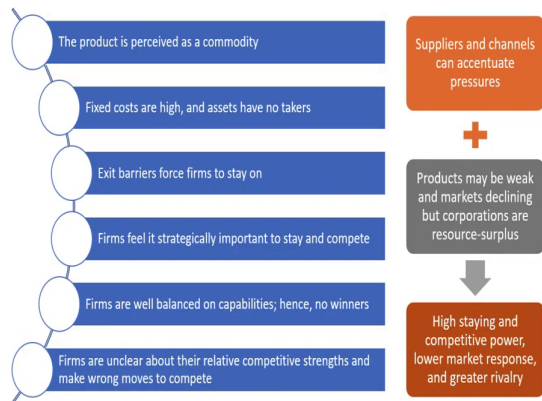 The product is perceived as a commodity
Fixed costs are high, and assets have no takers
Exit barriers force firms to stay on
Firms feel it strategically important to stay and compete
Firms are well balanced on capabilities; hence, no winners
Firms are unclear about their relative competitive strengths and
make wrong moves to compete
Suppliers and channels
can accentuate
pressures
Products may be weak
and markets declining
but corporations are
resource-surplus
High staying and
competitive power,
lower market response,
and greater rivalry